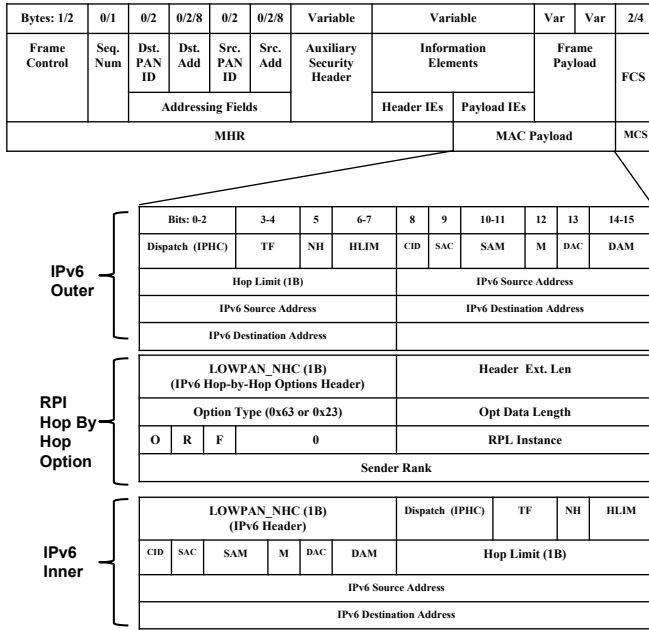 Bytes: 1/2 0/1 0/2 0/2/8 0/2 0/2/8 Variable Variable Var Var 2/4
Frame Control Seq. Num Dst. PAN ID Dst. Add Src. PAN ID Src. Add Auxiliary Security Header Information Elements Frame Payload FCS
Addressing Fields Header IEs Payload IEs
MHR MAC Payload MCS
Bits: 0-2 3-4 5 6-7 8 9 10-11 12 13 14-15
Dispatch (IPHC) TF NH HLIM CID SAC SAM M DAC DAM
IPv6 Outer
Hop Limit (1B) IPv6 Source Address
IPv6 Source Address IPv6 Destination Address
IPv6 Destination Address
RPI Hop By Hop Option
LOWPAN_NHC (1B) (IPv6 Hop-by-Hop Options Header) Header Ext. Len
Option Type (0x63 or 0x23) Opt Data Length
O R F 0 RPL Instance
Sender Rank
IPv6 Inner
LOWPAN_NHC (1B) (IPv6 Header) Dispatch (IPHC) TF NH HLIM
CID SAC SAM M DAC DAM Hop Limit (1B)
IPv6 Source Address
IPv6 Destination Address